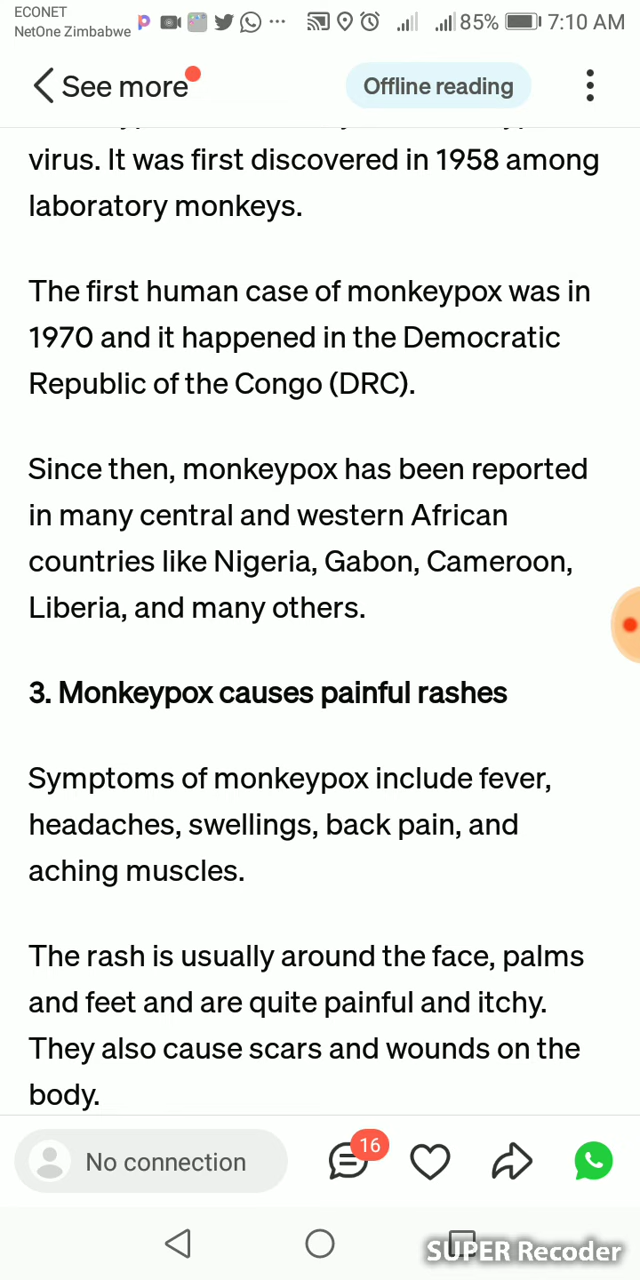 ECONET
NetOne Zimbabwe
85%
7:10 AM
See more
Offline reading
virus. It was first discovered in 1958 among
laboratory monkeys.
The first human case of monkeypox was in
1970 and it happened in the Democratic
Republic of the Congo (DRC).
Since then, monkeypox has been reported
in many central and western African
countries like Nigeria, Gabon, Cameroon,
Liberia, and many others.
3. Monkeypox causes painful rashes
Symptoms of monkeypox include fever,
headaches, swellings, back pain, and
aching muscles.
The rash is usually around the face, palms
and feet and are quite painful and itchy.
They also cause scars and wounds on the
body.
No connection
16
SUPER Recoder